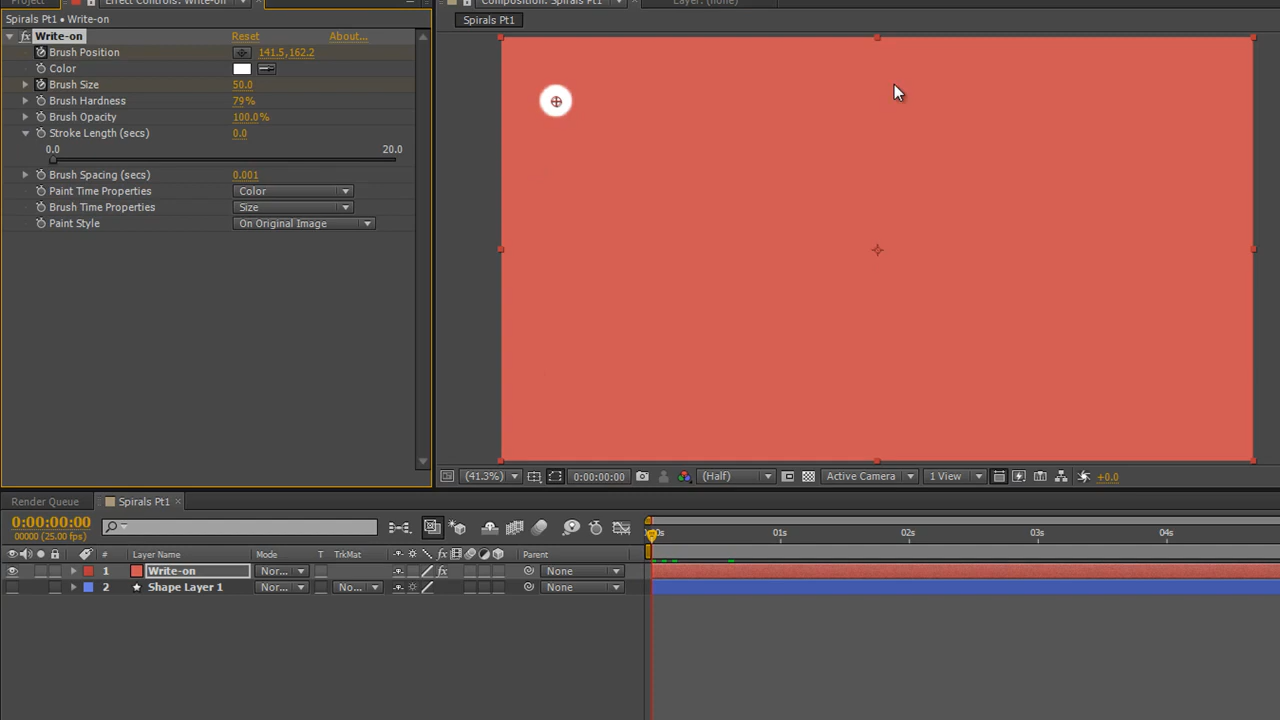 Project Effect Controls: Write-on
Composition: Spirals Pt1 Layer: (none)
Spirals Pt1 • Write-on
Spirals Pt1
fx Write-on Reset About...
Brush Position 141.5,162.2
Color
Brush Size 50.0
Brush Hardness 79%
Brush Opacity 100.0%
Stroke Length (secs) 0.0
0.0 20.0
Brush Spacing (secs) 0.001
Paint Time Properties Color
Brush Time Properties Size
Paint Style On Original Image
(41.3%) 0:00:00:00 (Half) Active Camera 1 View +0.0
Render Queue Spirals Pt1
0:00:00:00
00000 (25.00 fps)
01s 02s 03s 04s
# Layer Name Mode T TrkMat fx Parent
1 Write-on Nor... fx None
2 Shape Layer 1 Nor... No... None